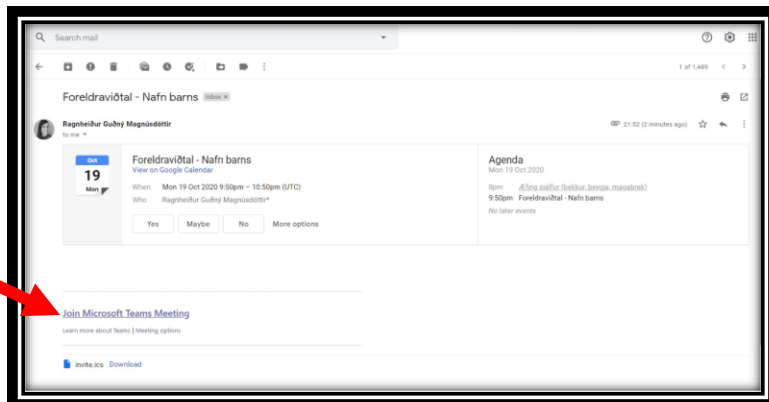 Search mail
1 of 1,489
Foreldraviðtal - Nafn barns Inbox x
Ragnheiður Guðný Magnúsdóttir
21:52 (2 minutes ago)
to me
Oct
19
Mon
Foreldraviðtal - Nafn barns
View on Google Calendar
When Mon 19 Oct 2020 9:50pm – 10:50pm (UTC)
Who Ragnheiður Guðný Magnúsdóttir*
Yes Maybe No More options
Agenda
Mon 19 Oct 2020
8pm Æfing sjálfur (bekkur, beygja, magabrek)
9:50pm Foreldraviðtal - Nafn barns
No later events
Join Microsoft Teams Meeting
Learn more about Teams | Meeting options
invite.ics Download